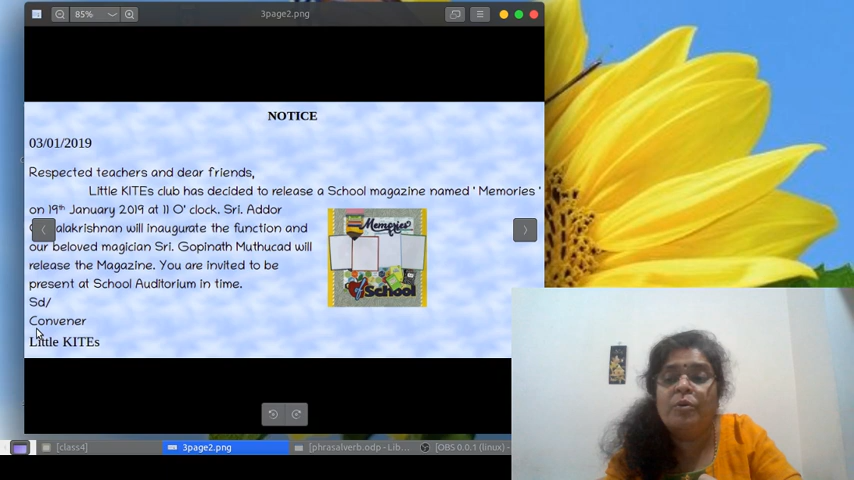 85%
3page2.png
NOTICE
03/01/2019
Respected teachers and dear friends,
Little KITEs club has decided to release a School magazine named ' Memories '
on 19th January 2019 at 11 O' clock. Sri. Addor
alakrishnan will inaugurate the function and
our beloved magician Sri. Gopinath Muthucad will
release the Magazine. You are invited to be
present at School Auditorium in time.
Memories
School
Sd/
Convener
Little KITEs
[class4]
3page2.png
[phrasalverb.odp - Lib...
[OBS 0.0.1 (linux) -